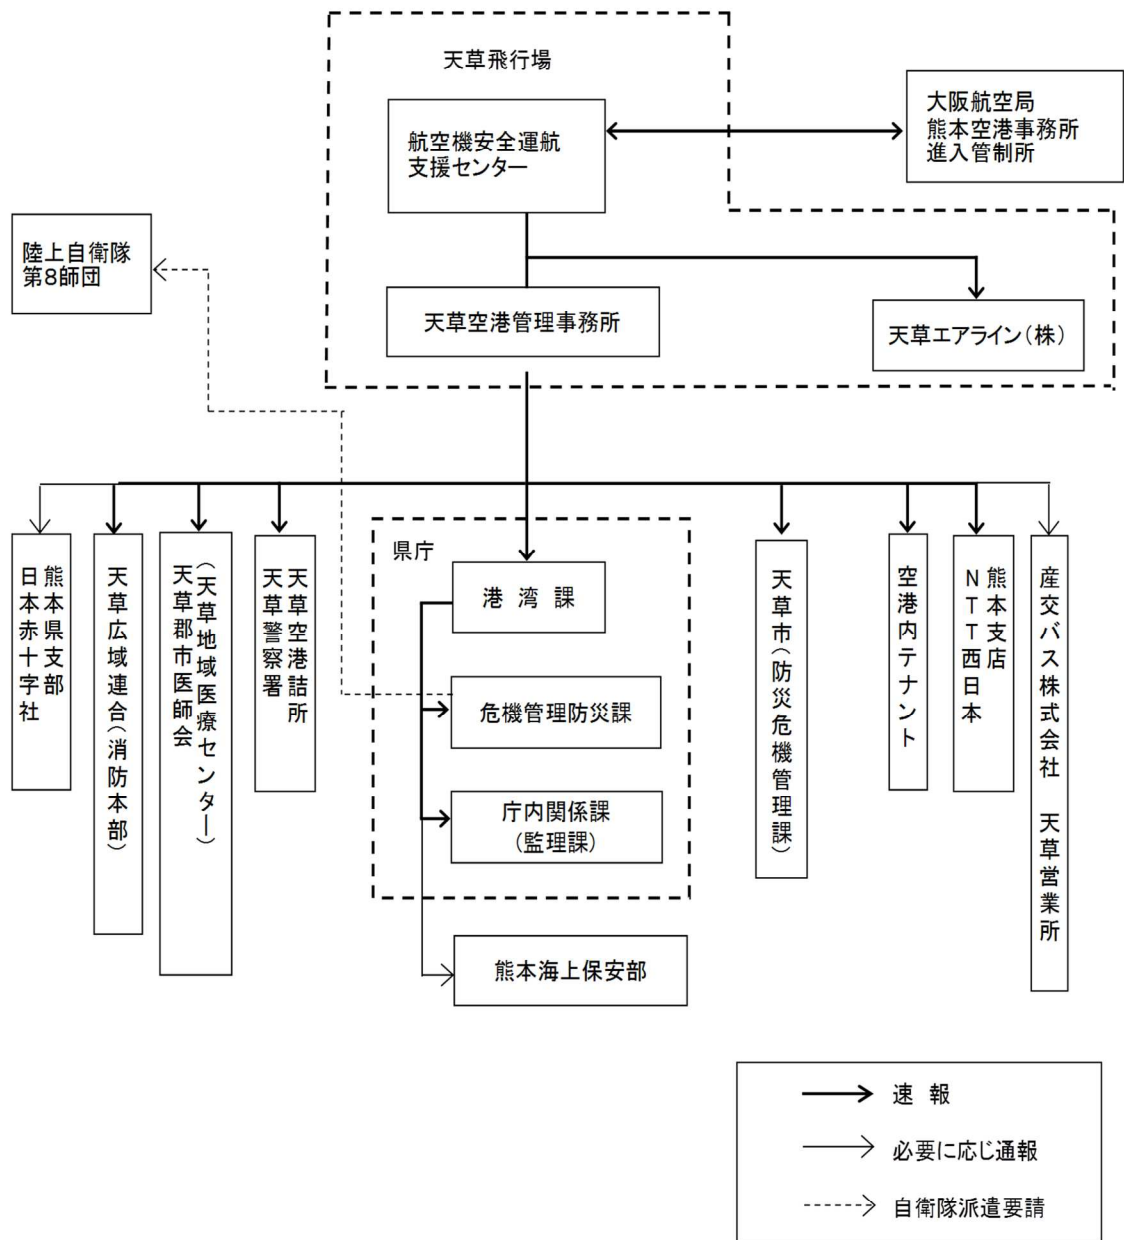 天草飛行場
航空機安全運航
支援センター
大阪航空局
熊本空港事務所
進入管制所
陸上自衛隊
第8師団
天草空港管理事務所
天草エアライン（株）
日本赤十字社
熊本県支部
天草広域連合（消防本部）
天草郡市医師会
（天草地域医療センター）
天草警察署
天草空港詰所
県庁
港 湾 課
危機管理防災課
庁内関係課
（監理課）
熊本海上保安部
天草市（防災危機管理課）
空港内テナント
ＮＴＴ西日本
熊本支店
産交バス株式会社 天草営業所
速 報
必要に応じ通報
自衛隊派遣要請